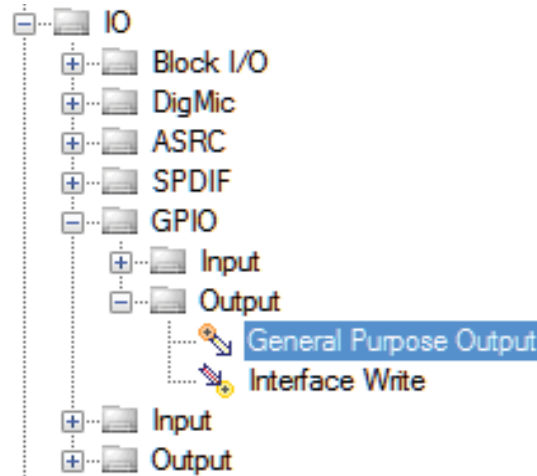 IO
Block I/O
DigMic
ASRC
SPDIF
GPIO
Input
Output
General Purpose Output
Interface Write
Input
Output